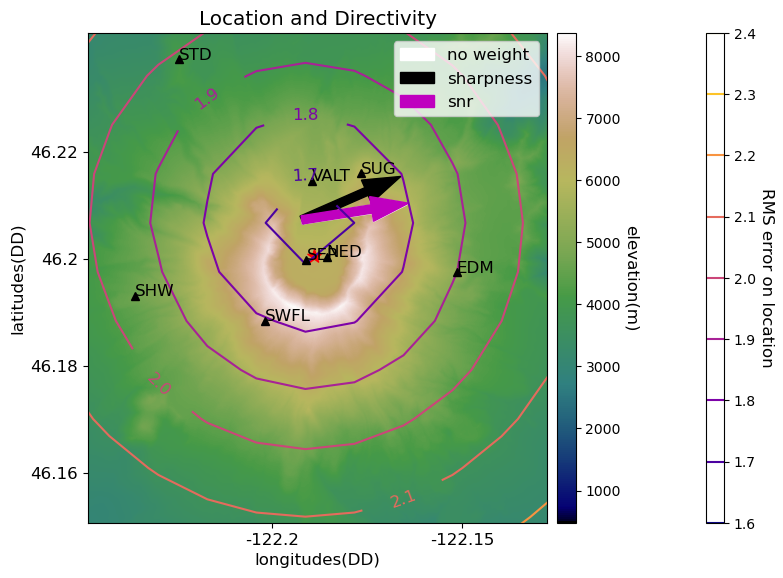 Location and Directivity
no weight
sharpness
snr
STD
1.9
1.8
1.7
VALT
SUG
SEP
NED
EDM
SHW
SWFL
2.0
2.1
46.22
46.2
46.18
46.16
latitudes(DD)
-122.2
-122.15
longitudes(DD)
8000
7000
6000
5000
4000
3000
2000
1000
elevation(m)
2.4
2.3
2.2
2.1
2.0
1.9
1.8
1.7
1.6
RMS error on location